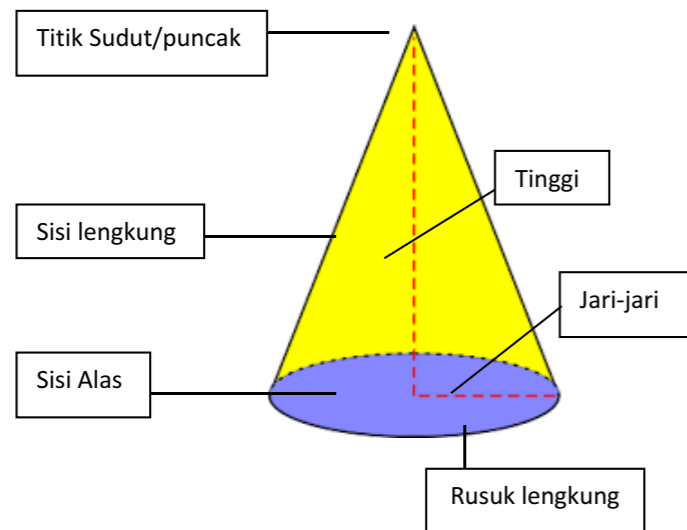 Titik Sudut/puncak
Tinggi
Sisi lengkung
Jari-jari
Sisi Alas
Rusuk lengkung